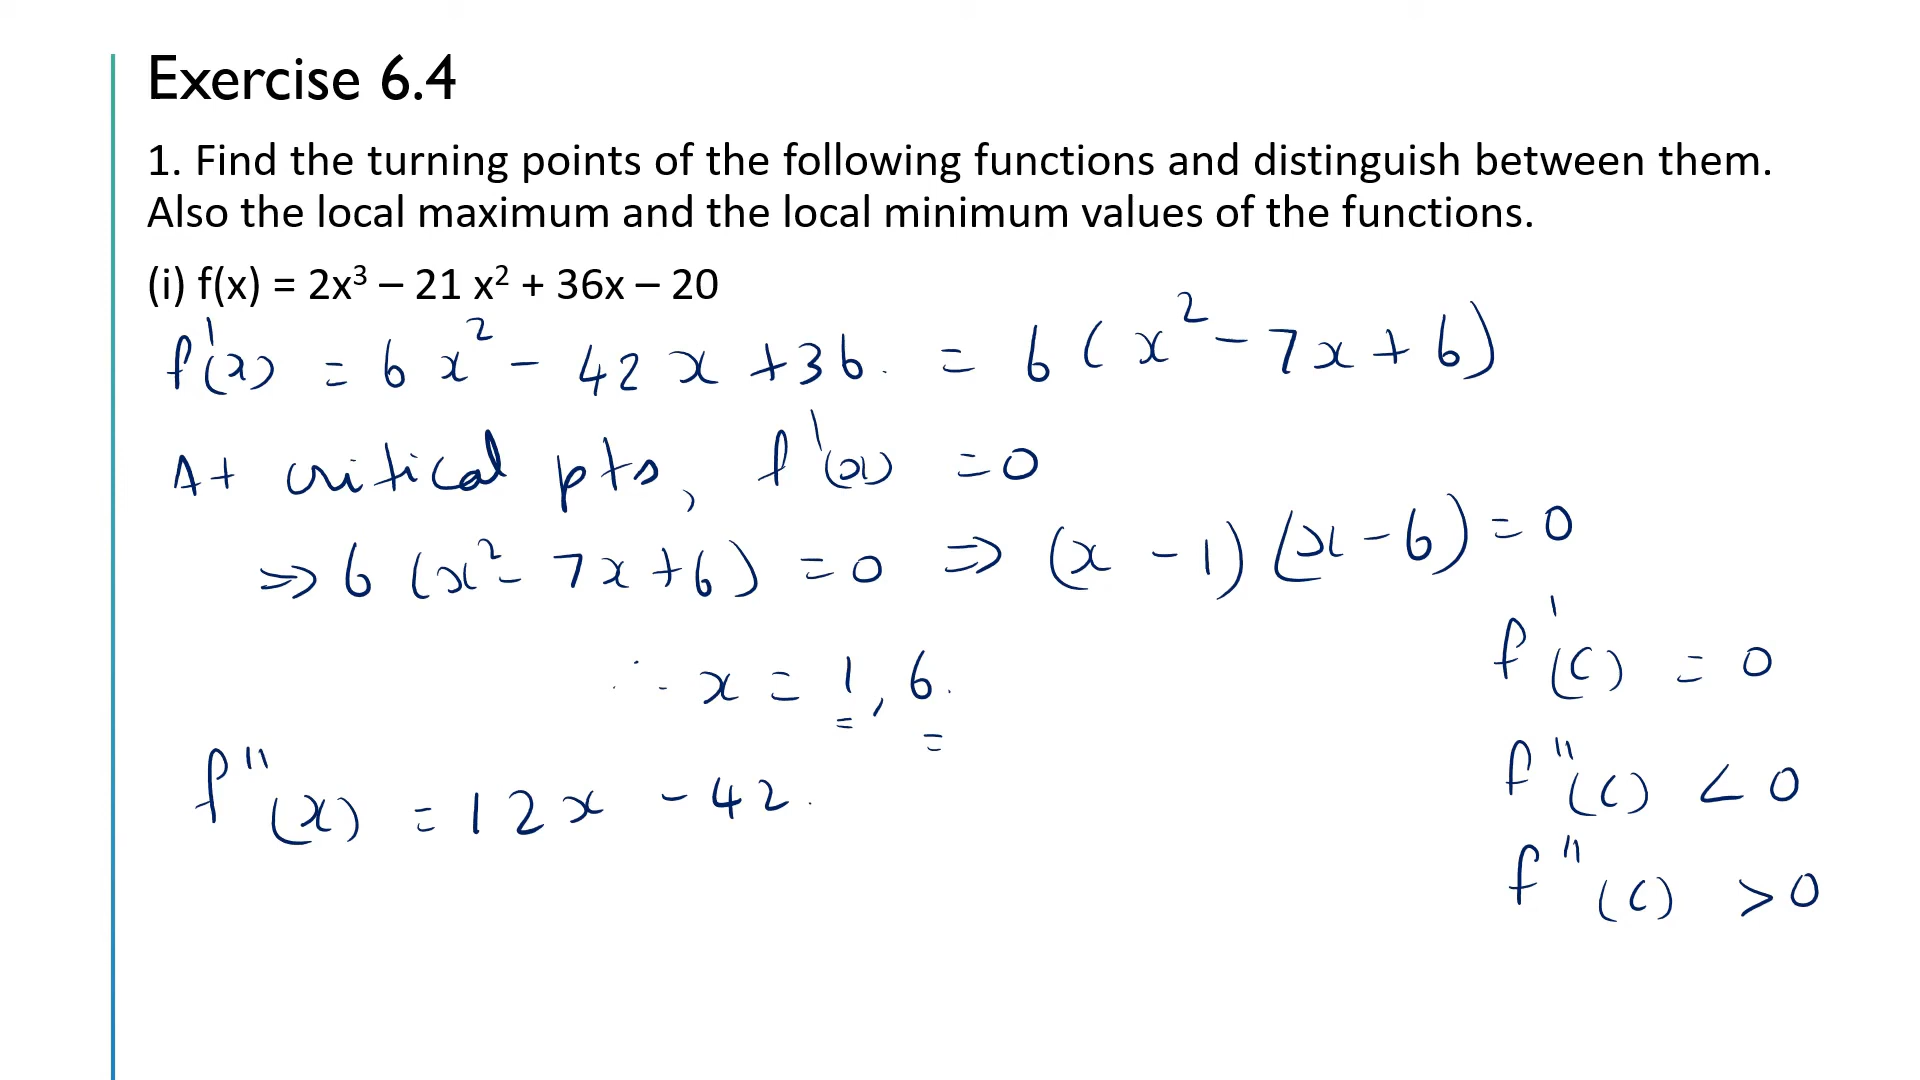 Exercise 6.4
1. Find the turning points of the following functions and distinguish between them.
Also the local maximum and the local minimum values of the functions.
(i) f(x) = 2x³ – 21 x² + 36x – 20
f'(x) = 6x² - 42x + 36. = 6(x² - 7x + 6)
At critical pts, f'(x) = 0
⇒ 6(x² - 7x + 6) = 0 ⇒ (x - 1)(x - 6) = 0
f'(c) = 0
∴ x = 1, 6.
f''(x) = 12x - 42.
f''(c) < 0
f''(c) > 0